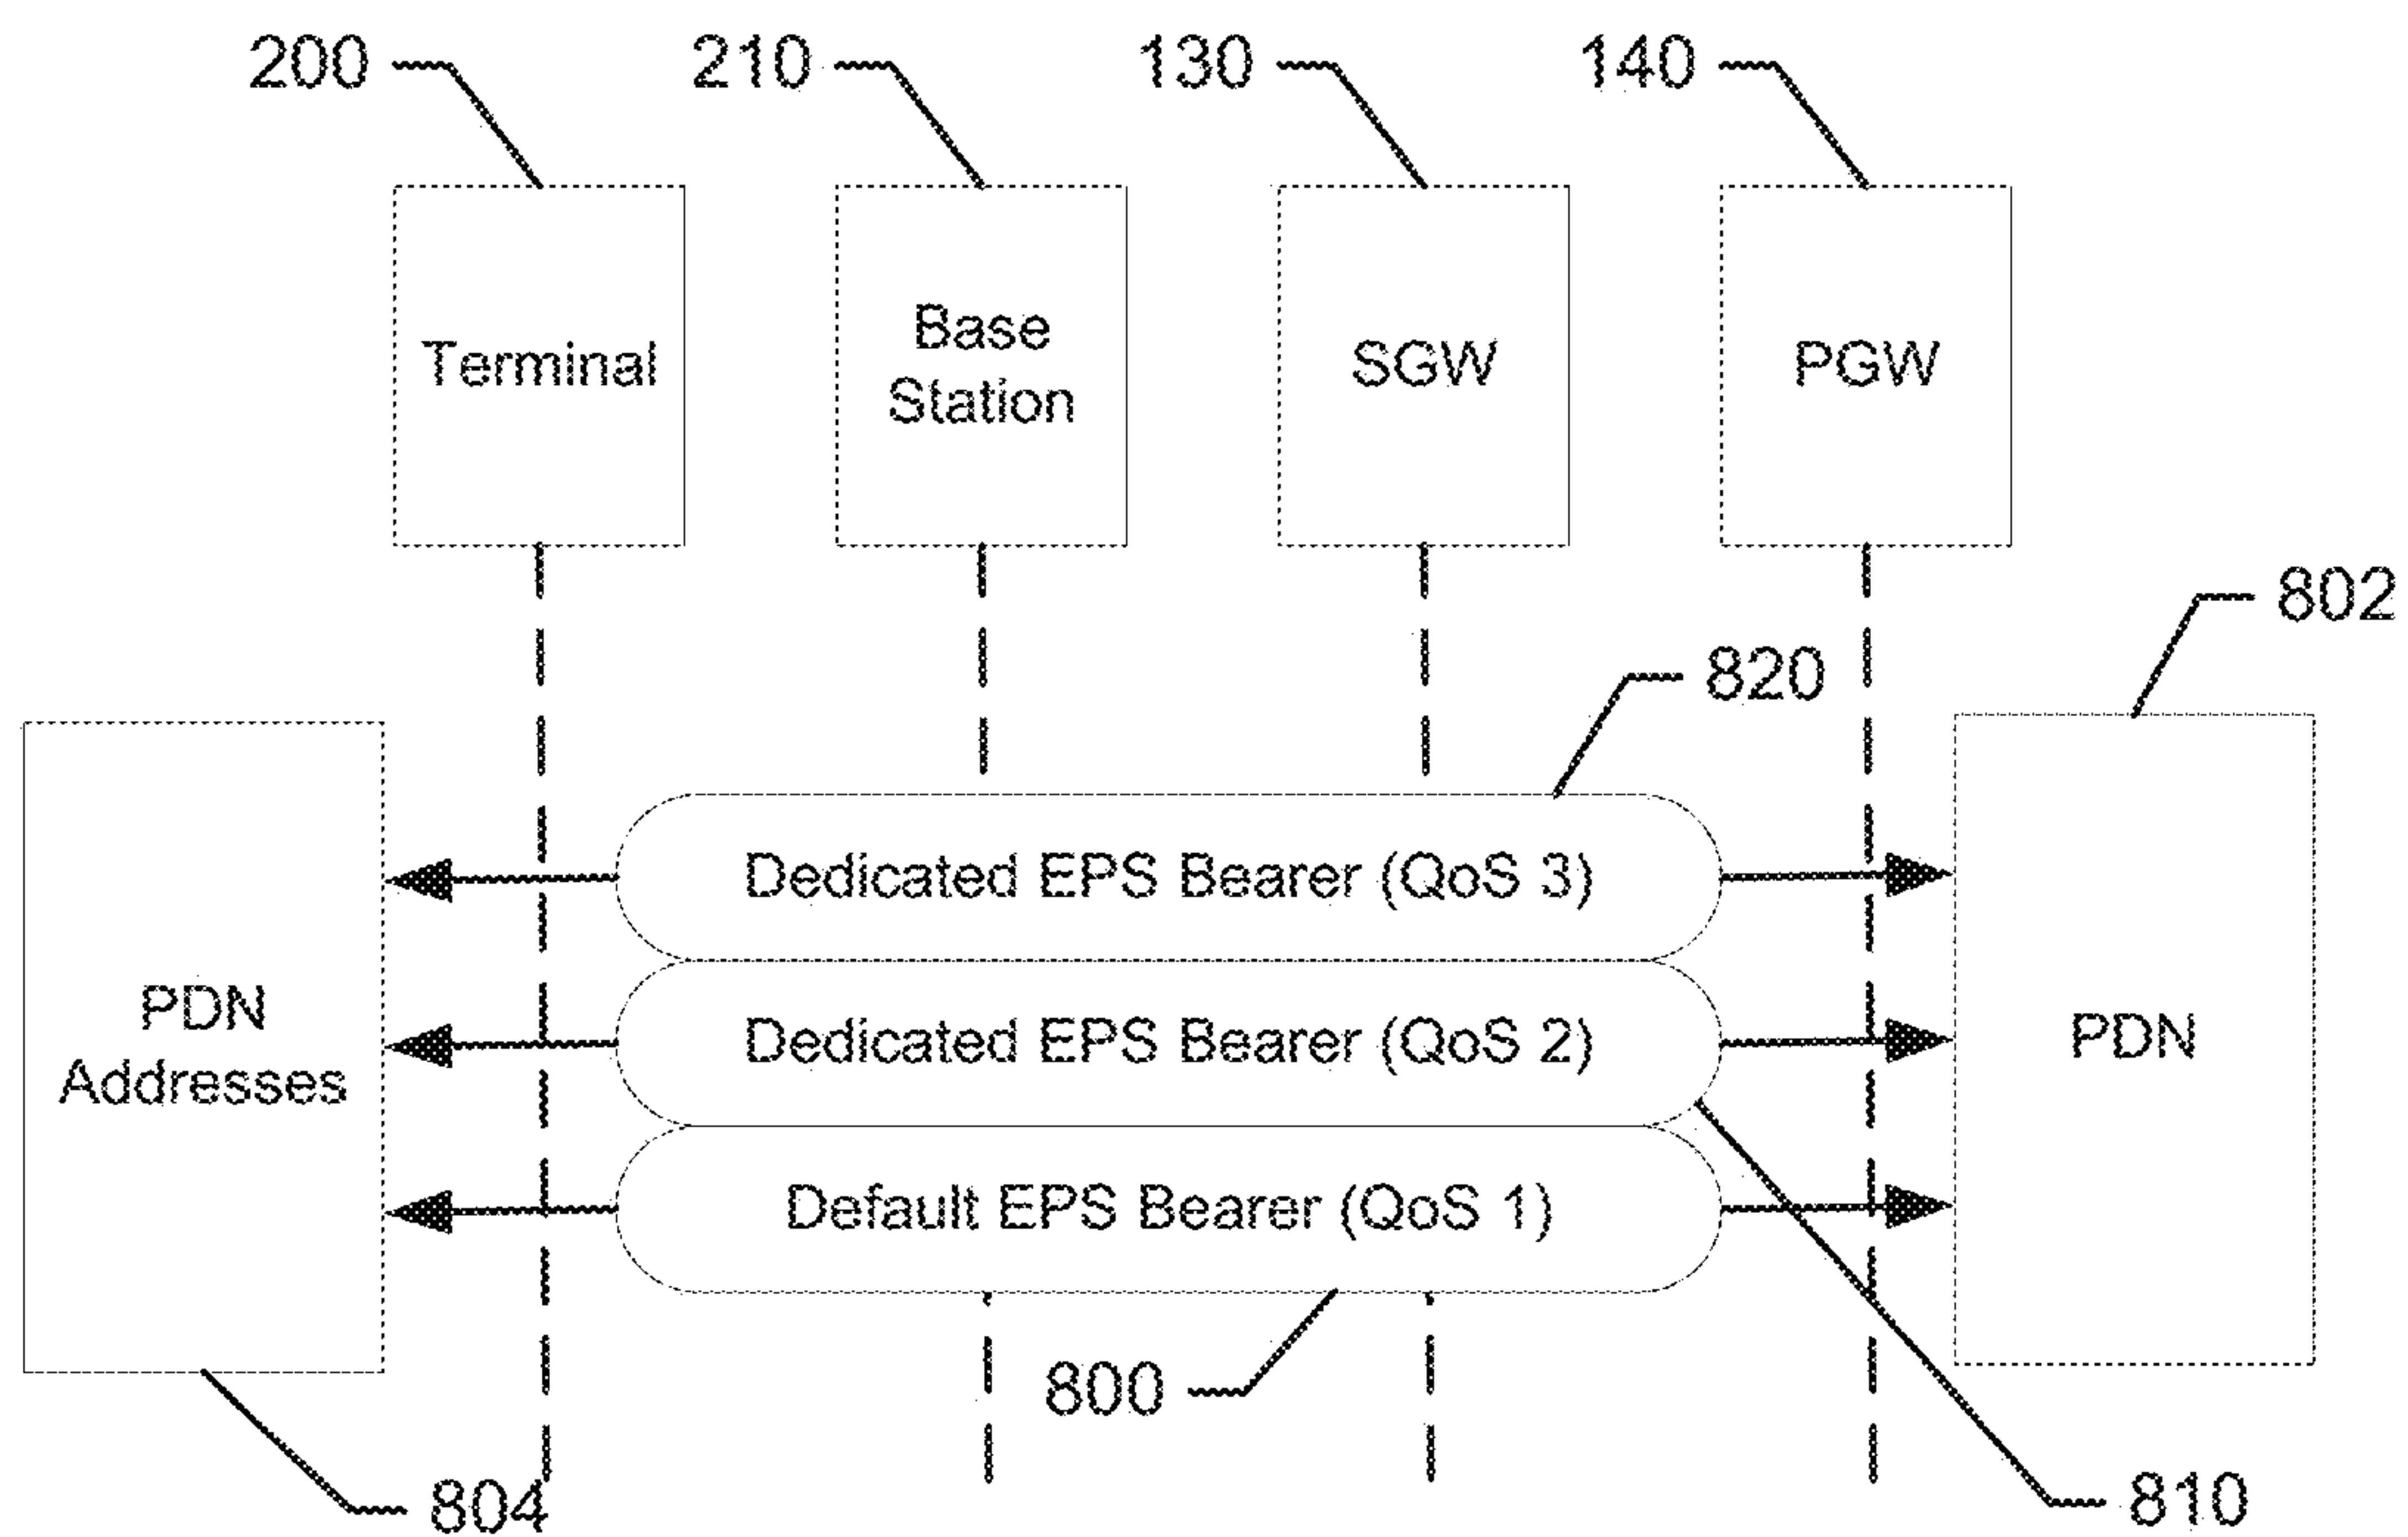 200
210
130
140
Terminal
Base
Station
SGW
PGW
802
820
Dedicated EPS Bearer (QoS 3)
PDN
Addresses
Dedicated EPS Bearer (QoS 2)
PDN
Default EPS Bearer (QoS 1)
800
804
810